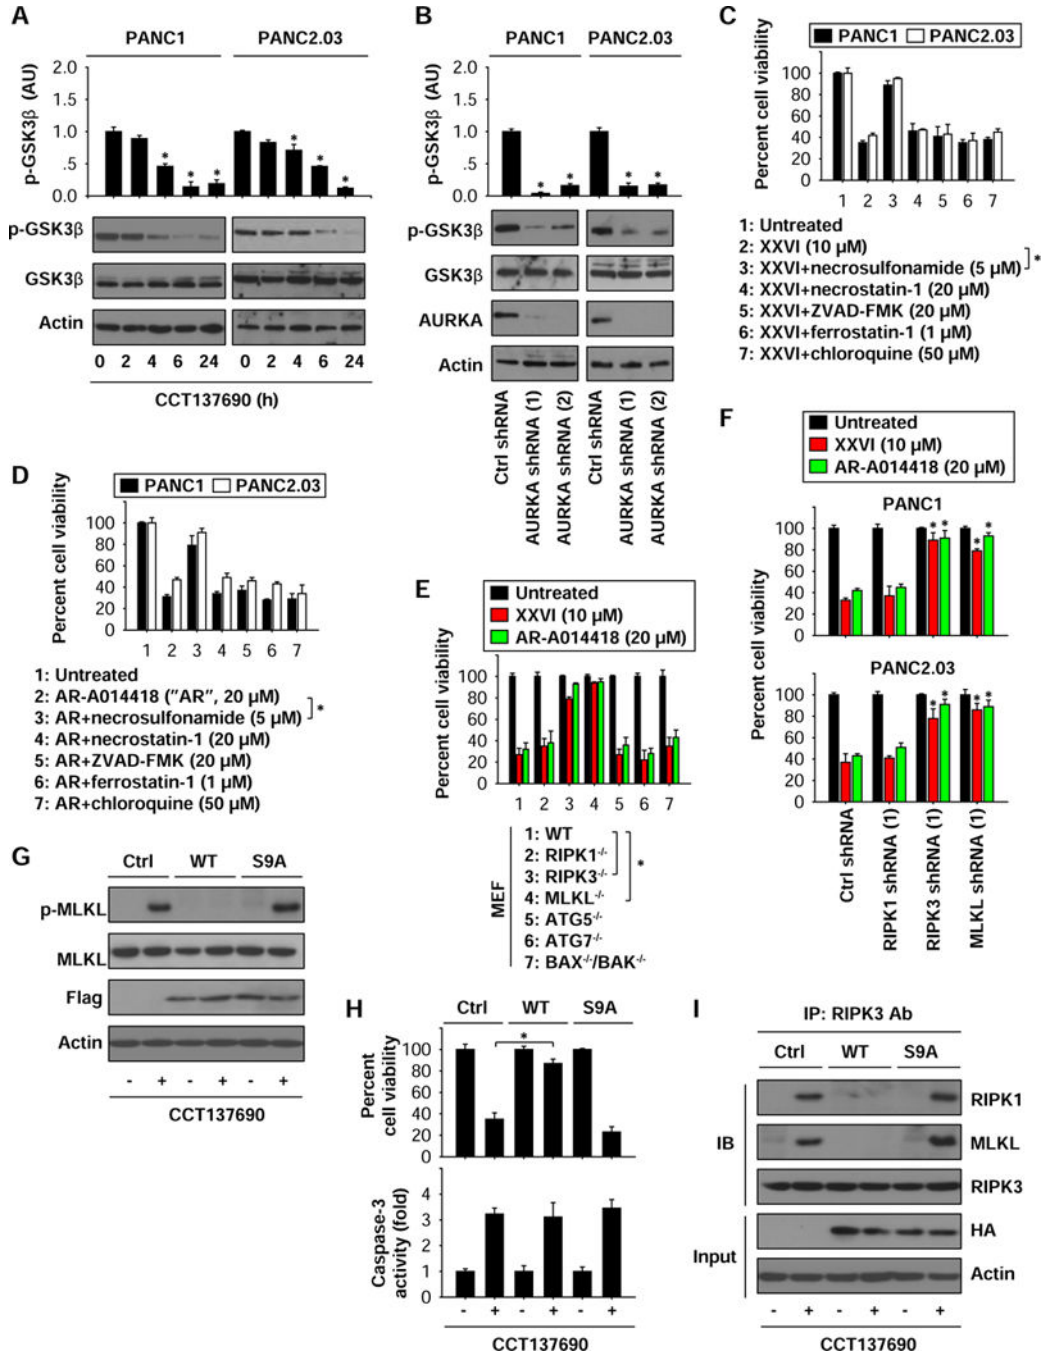 A
PANC1 PANC2.03
p-GSK3β (AU)
2.0
1.5
1.0
0.5
0.0
* * * * * *
p-GSK3β
GSK3β
Actin
0 2 4 6 24 0 2 4 6 24
CCT137690 (h)
B
PANC1 PANC2.03
p-GSK3β (AU)
2.0
1.5
1.0
0.5
0.0
* * * *
p-GSK3β
GSK3β
AURKA
Actin
Ctrl shRNA
AURKA shRNA (1)
AURKA shRNA (2)
Ctrl shRNA
AURKA shRNA (1)
AURKA shRNA (2)
C
PANC1 PANC2.03
Percent cell viability
100
80
60
40
20
0
1 2 3 4 5 6 7
1: Untreated
2: XXVI (10 µM)
3: XXVI+necrosulfonamide (5 µM)
*
4: XXVI+necrostatin-1 (20 µM)
5: XXVI+ZVAD-FMK (20 µM)
6: XXVI+ferrostatin-1 (1 µM)
7: XXVI+chloroquine (50 µM)
D
PANC1 PANC2.03
Percent cell viability
100
80
60
40
20
0
1 2 3 4 5 6 7
1: Untreated
2: AR-A014418 ("AR", 20 µM)
3: AR+necrosulfonamide (5 µM)
*
4: AR+necrostatin-1 (20 µM)
5: AR+ZVAD-FMK (20 µM)
6: AR+ferrostatin-1 (1 µM)
7: AR+chloroquine (50 µM)
E
Untreated
XXVI (10 µM)
AR-A014418 (20 µM)
Percent cell viability
100
80
60
40
20
0
1 2 3 4 5 6 7
MEF
1: WT
2: RIPK1-/-
3: RIPK3-/-
4: MLKL-/-
5: ATG5-/-
6: ATG7-/-
7: BAX-/-/BAK-/-
*
F
Untreated
XXVI (10 µM)
AR-A014418 (20 µM)
PANC1
Percent cell viability
100
80
60
40
20
0
* * * *
PANC2.03
100
80
60
40
20
0
* * * *
Ctrl shRNA
RIPK1 shRNA (1)
RIPK3 shRNA (1)
MLKL shRNA (1)
G
Ctrl WT S9A
p-MLKL
MLKL
Flag
Actin
- + - + - +
CCT137690
H
Ctrl WT S9A
Percent cell viability
100
80
60
40
20
0
*
Caspase-3 activity (fold)
4
3
2
1
0
- + - + - +
CCT137690
I
IP: RIPK3 Ab
Ctrl WT S9A
IB
RIPK1
MLKL
RIPK3
Input
HA
Actin
- + - + - +
CCT137690